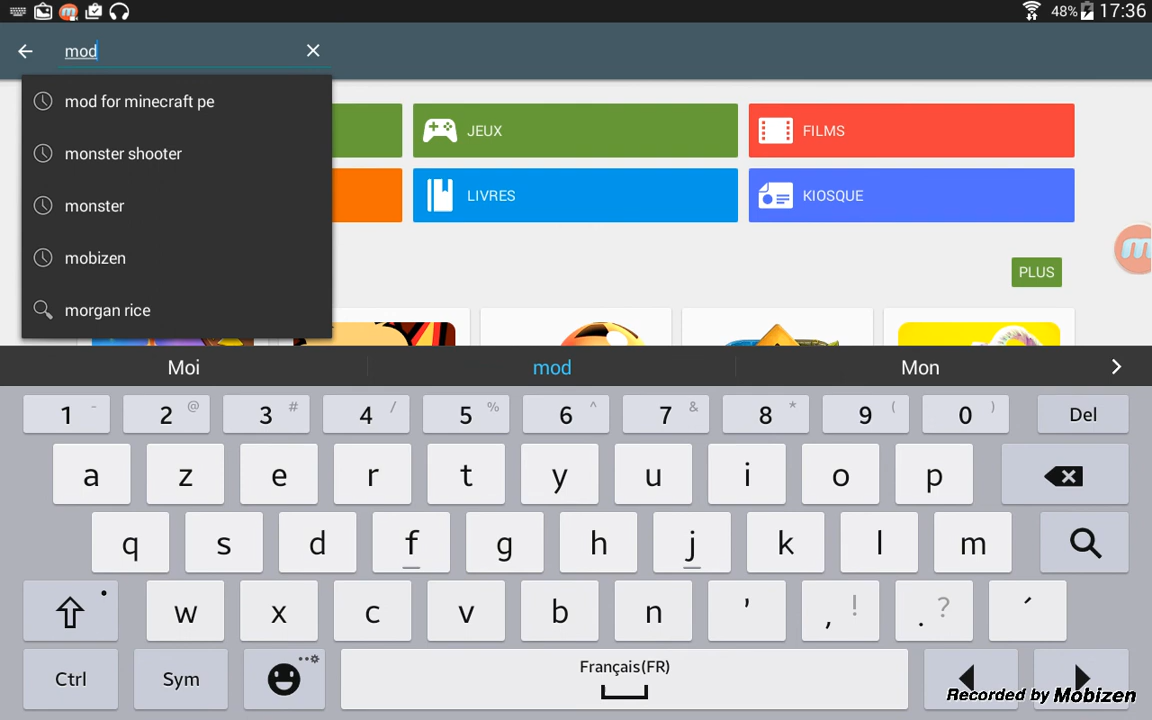 48% 17:36
mod
mod for minecraft pe
monster shooter
monster
mobizen
morgan rice
JEUX
FILMS
LIVRES
KIOSQUE
PLUS
Moi mod Mon
1 - 2 @ 3 # 4 / 5 % 6 ^ 7 & 8 * 9 ( 0 ) Del
a z e r t y u i o p
q s d f g h j k l m
w x c v b n ' , ! . ? ´
Ctrl Sym Français(FR)
Recorded by Mobizen